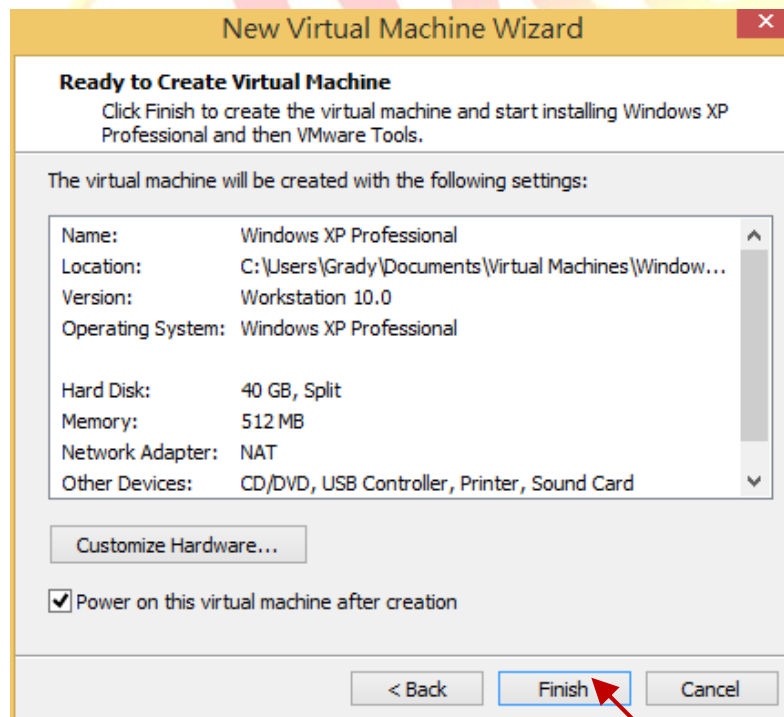 New Virtual Machine Wizard
Ready to Create Virtual Machine
Click Finish to create the virtual machine and start installing Windows XP
Professional and then VMware Tools.
The virtual machine will be created with the following settings:
Name: Windows XP Professional
Location: C:\Users\Grady\Documents\Virtual Machines\Window...
Version: Workstation 10.0
Operating System: Windows XP Professional
Hard Disk: 40 GB, Split
Memory: 512 MB
Network Adapter: NAT
Other Devices: CD/DVD, USB Controller, Printer, Sound Card
Customize Hardware...
Power on this virtual machine after creation
< Back Finish Cancel